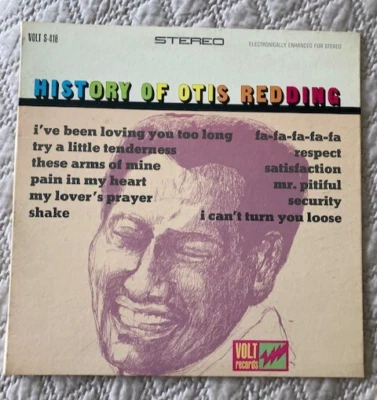 VOLT S-418
STEREO
ELECTRONICALLY ENHANCED FOR STEREO
HISTORY OF OTIS REDDING
i've been loving you too long
try a little tenderness
these arms of mine
pain in my heart
my lover's prayer
shake
fa-fa-fa-fa-fa
respect
satisfaction
mr. pitiful
security
i can't turn you loose
VOLT
records